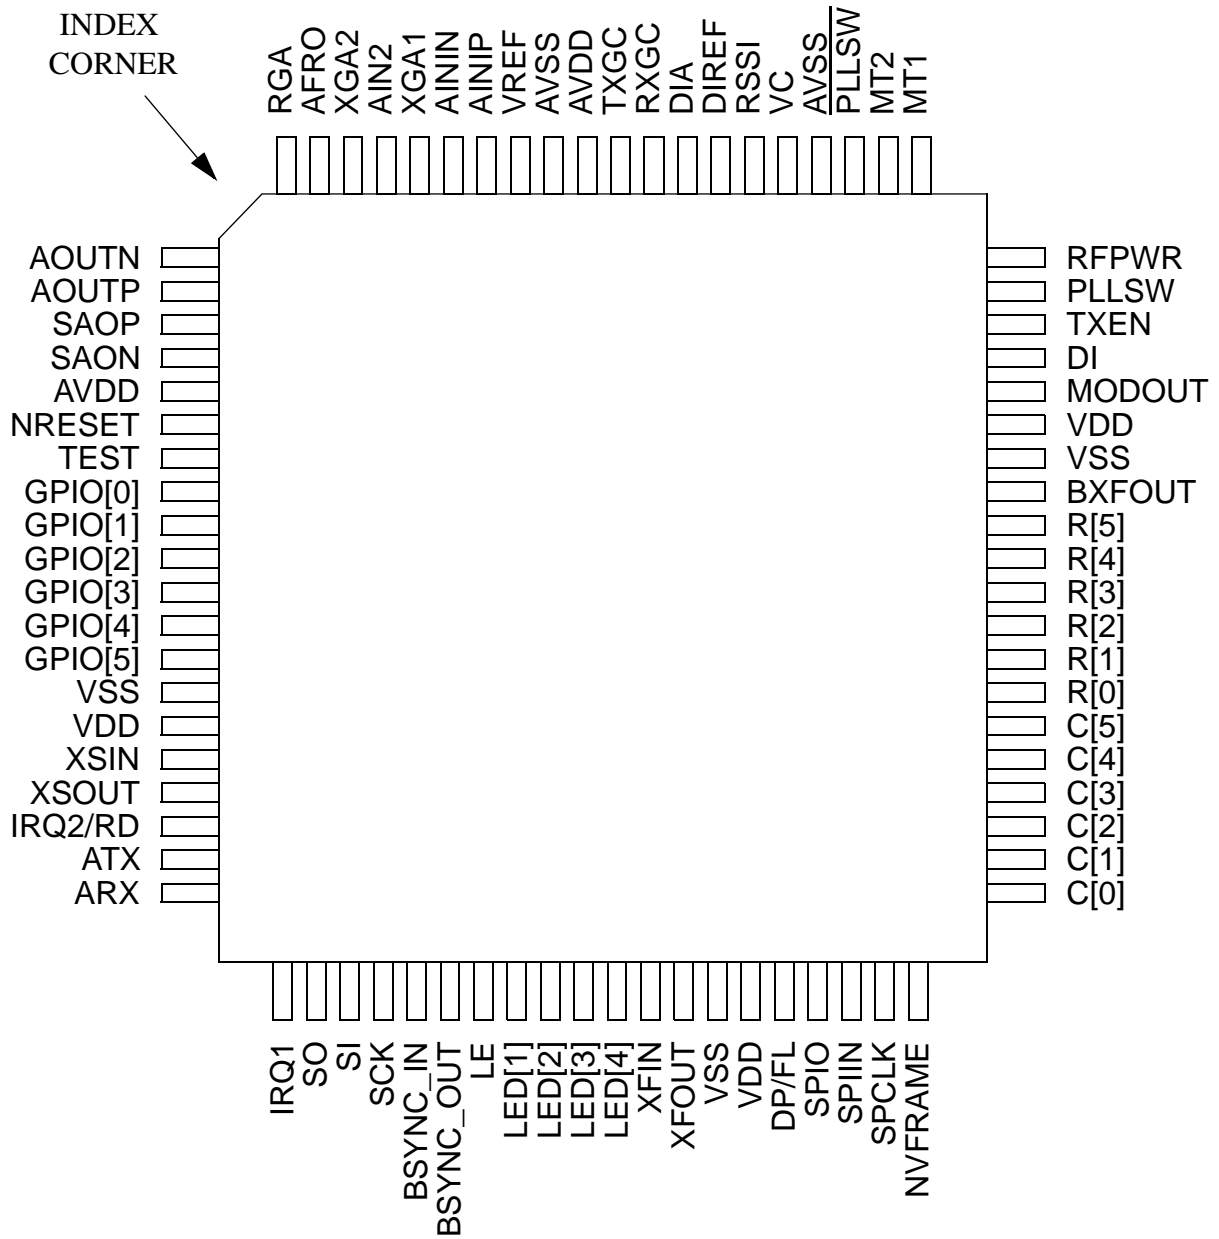 INDEX
CORNER
RGA
AFRO
XGA2
AIN2
XGA1
AININ
AINIP
VREF
AVSS
AVDD
TXGC
RXGC
DIA
DIREF
RSSI
VC
AVSS
PLLSW
MT2
MT1
AOUTN
AOUTP
SAOP
SAON
AVDD
NRESET
TEST
GPIO[0]
GPIO[1]
GPIO[2]
GPIO[3]
GPIO[4]
GPIO[5]
VSS
VDD
XSIN
XSOUT
IRQ2/RD
ATX
ARX
RFPWR
PLLSW
TXEN
DI
MODOUT
VDD
VSS
BXFOUT
R[5]
R[4]
R[3]
R[2]
R[1]
R[0]
C[5]
C[4]
C[3]
C[2]
C[1]
C[0]
IRQ1
SO
SI
SCK
BSYNC_IN
BSYNC_OUT
LE
LED[1]
LED[2]
LED[3]
LED[4]
XFIN
XFOUT
VSS
VDD
DP/FL
SPIO
SPIIN
SPCLK
NVFRAME